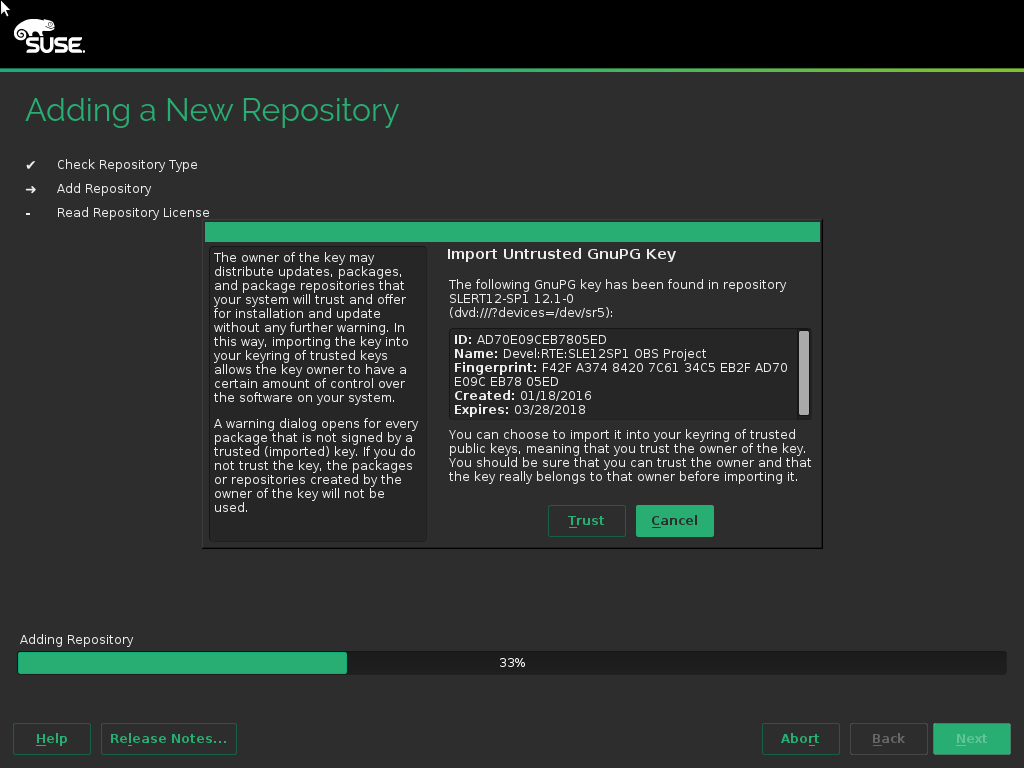 SUSE.
Adding a New Repository
✔ Check Repository Type
➔ Add Repository
- Read Repository License
The owner of the key may
distribute updates, packages,
and package repositories that
your system will trust and offer
for installation and update
without any further warning. In
this way, importing the key into
your keyring of trusted keys
allows the key owner to have a
certain amount of control over
the software on your system.
A warning dialog opens for every
package that is not signed by a
trusted (imported) key. If you do
not trust the key, the packages
or repositories created by the
owner of the key will not be
used.
Import Untrusted GnuPG Key
The following GnuPG key has been found in repository
SLERT12-SP1 12.1-0
(dvd:///?devices=/dev/sr5):
ID: AD70E09CEB7805ED
Name: Devel:RTE:SLE12SP1 OBS Project
Fingerprint: F42F A374 8420 7C61 34C5 EB2F AD70
E09C EB78 05ED
Created: 01/18/2016
Expires: 03/28/2018
You can choose to import it into your keyring of trusted
public keys, meaning that you trust the owner of the key.
You should be sure that you can trust the owner and that
the key really belongs to that owner before importing it.
Trust Cancel
Adding Repository
33%
Help Release Notes... Abort Back Next